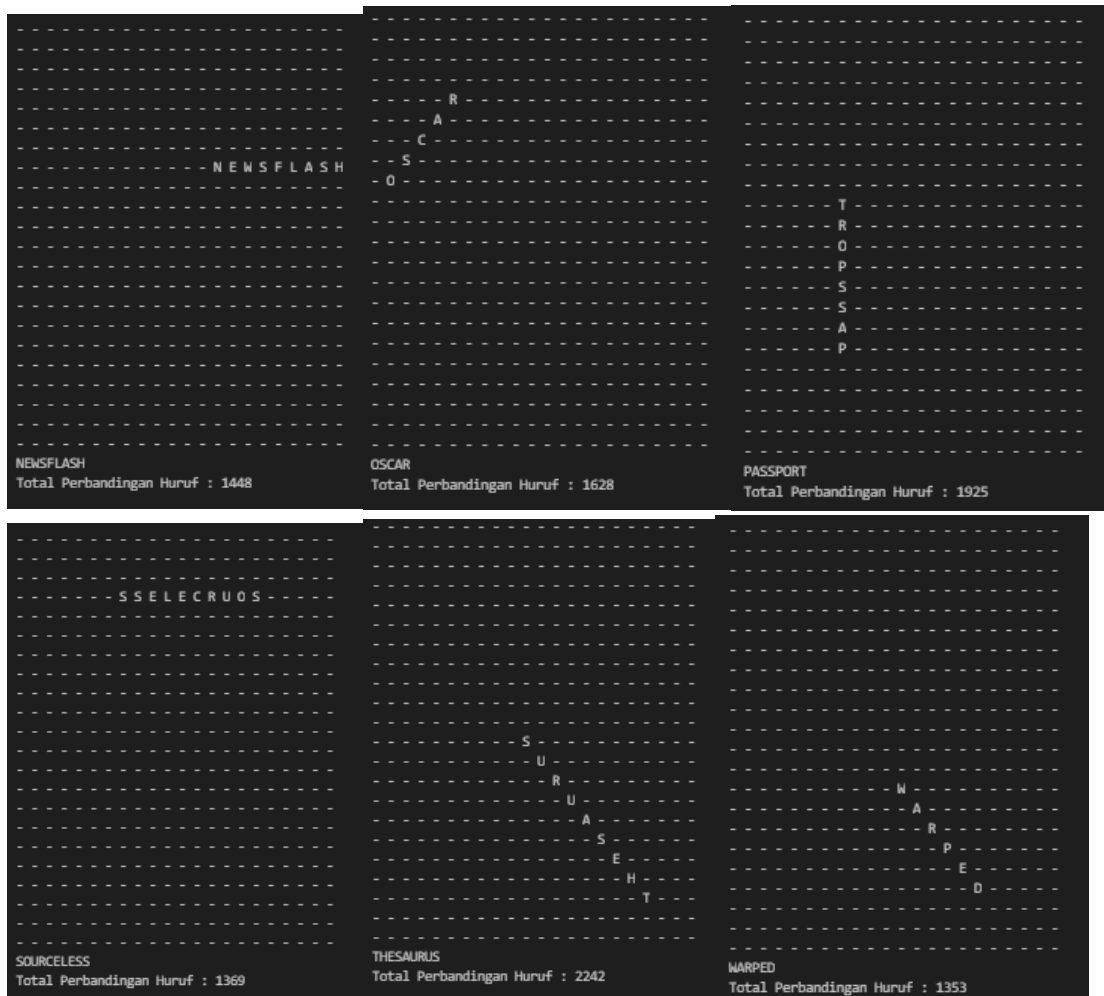 N E W S F L A S H
NEWSFLASH
Total Perbandingan Huruf : 1448
R
A
C
S
O
OSCAR
Total Perbandingan Huruf : 1628
T
R
O
P
S
S
A
P
PASSPORT
Total Perbandingan Huruf : 1925
S S E L E C R U O S
SOURCELESS
Total Perbandingan Huruf : 1369
S
U
R
U
A
S
E
H
T
THESAURUS
Total Perbandingan Huruf : 2242
W
A
R
P
E
D
WARPED
Total Perbandingan Huruf : 1353